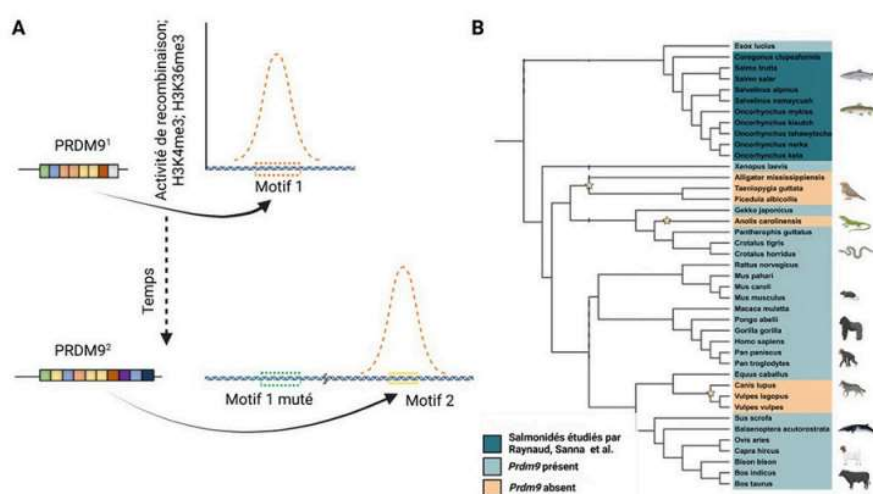 A
Activité de recombinaison;
H3K4me3; H3K36me3
PRDM9¹
Motif 1
Temps
PRDM9²
Motif 1 muté
Motif 2
B
Esox lucius
Coregonus clupeaformis
Salmo trutta
Salmo salar
Salvelinus alpinus
Salvelinus namaycush
Oncorhynchus mykiss
Oncorhynchus kisutch
Oncorhynchus tshawytscha
Oncorhynchus nerka
Oncorhynchus keta
Xenopus laevis
Alligator mississippiensis
Taeniopygia guttata
Ficedula albicollis
Gekko japonicus
Anolis carolinensis
Pantherophis guttatus
Crotalus tigris
Crotalus horridus
Rattus norvegicus
Mus pahari
Mus caroli
Mus musculus
Macaca mulatta
Pongo abelii
Gorilla gorilla
Homo sapiens
Pan paniscus
Pan troglodytes
Equus caballus
Canis lupus
Vulpes lagopus
Vulpes vulpes
Sus scrofa
Balaenoptera acutorostrata
Ovis aries
Capra hircus
Bison bison
Bos indicus
Bos taurus
Salmonidés étudiés par
Raynaud, Sanna et al.
Prdm9 présent
Prdm9 absent